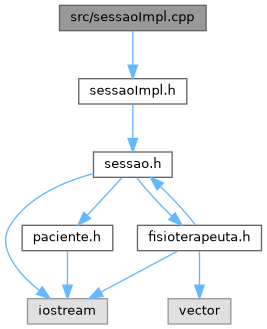 src/sessaoImpl.cpp
sessaoImpl.h
sessao.h
paciente.h
fisioterapeuta.h
iostream
vector